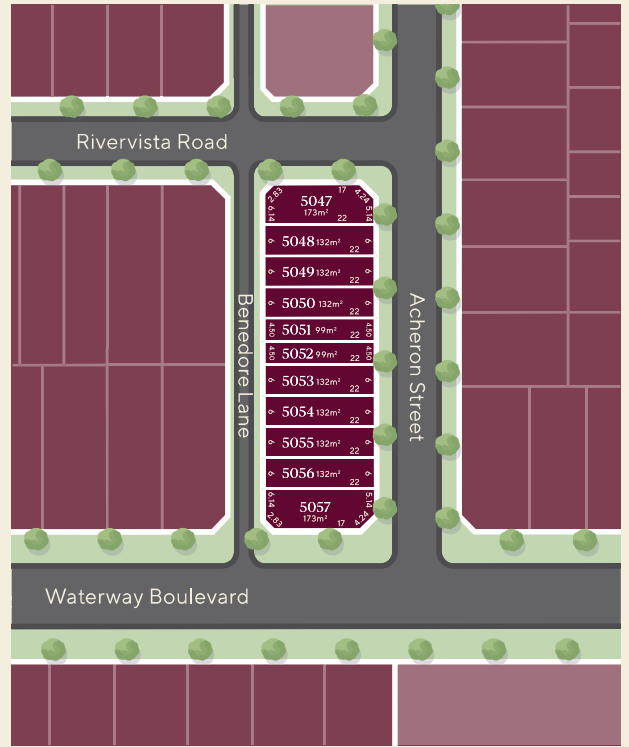 Rivervista Road
2.83
17
4.24
5047
173m²
6.14
22
5.14
6
5048 132m²
22
6
6
5049 132m²
22
6
6
5050 132m²
22
6
4.50
5051 99m²
22
4.50
4.50
5052 99m²
22
4.50
6
5053 132m²
22
6
6
5054 132m²
22
6
6
5055 132m²
22
6
6
5056 132m²
22
6
6.14
5057
173m²
5.14
2.83
17
4.24
Benedore Lane
Acheron Street
Waterway Boulevard